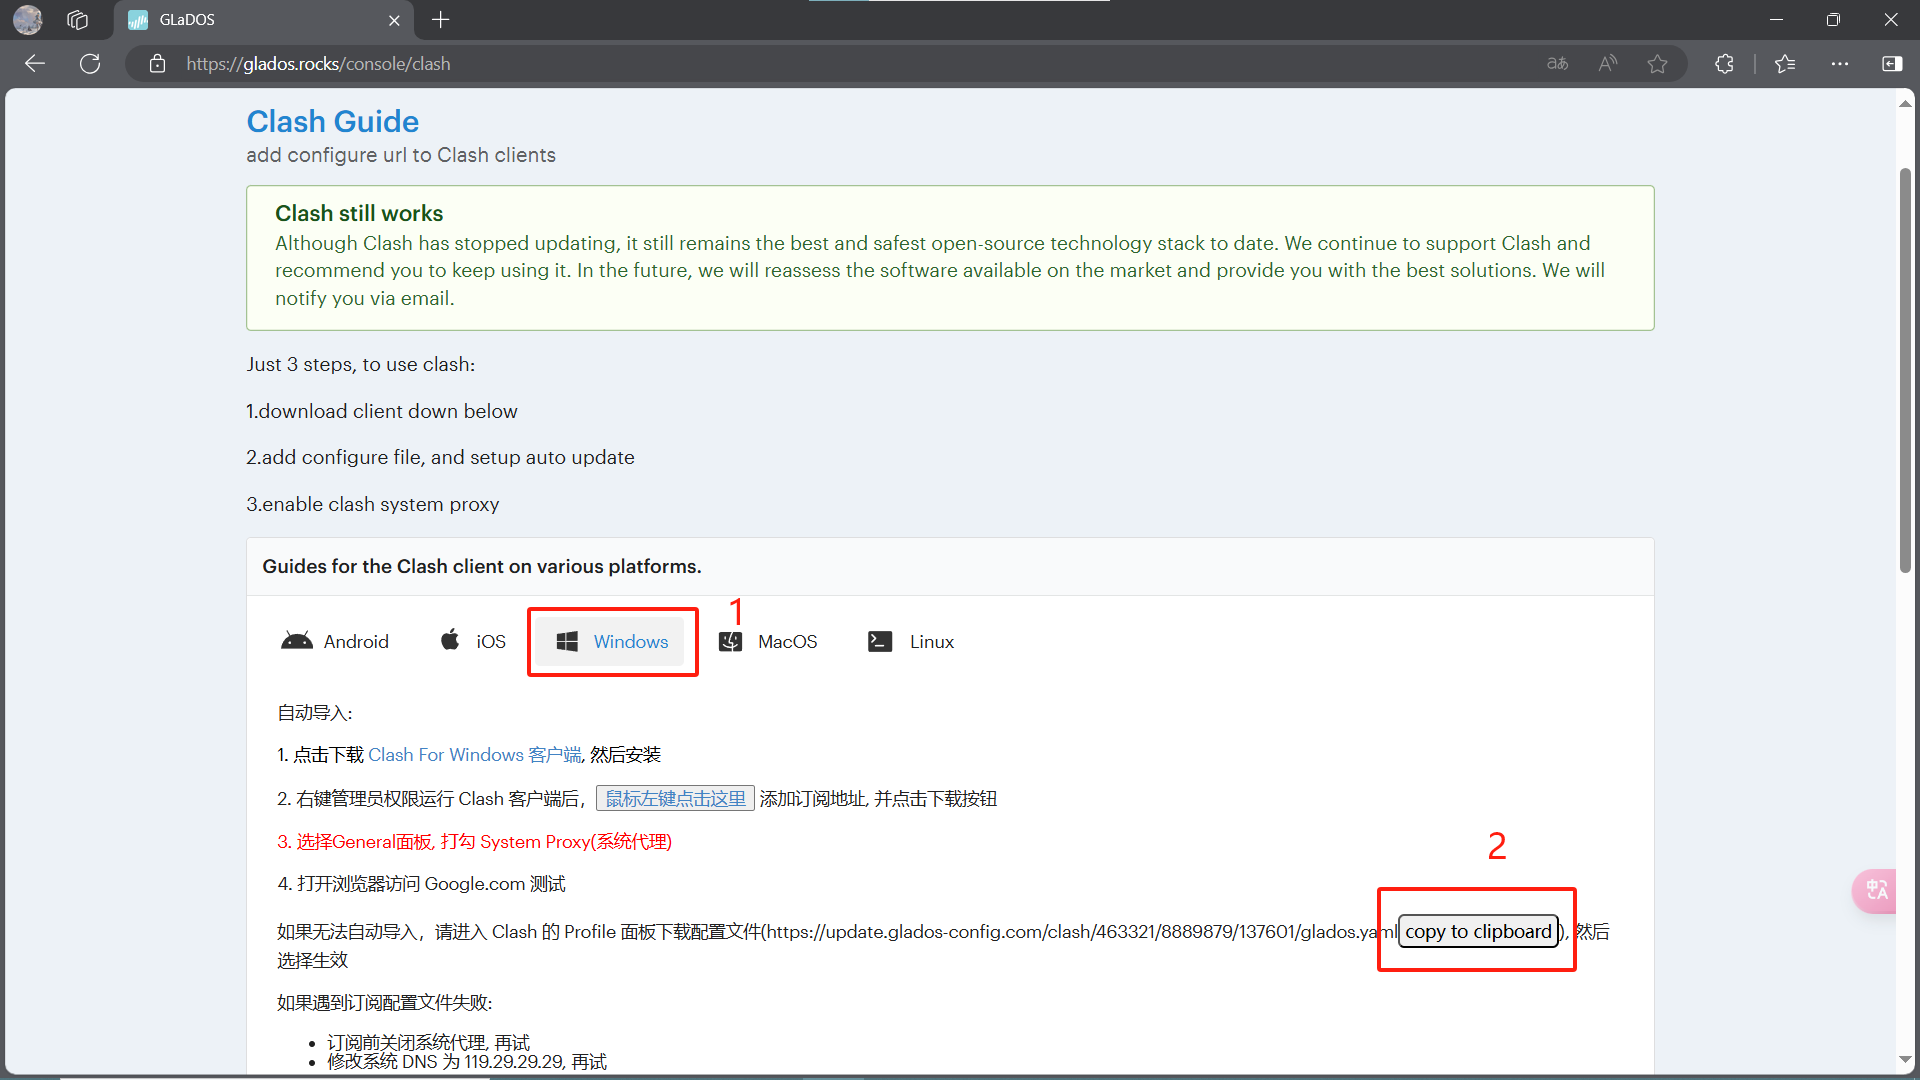 GLaDOS
https://glados.rocks/console/clash
Clash Guide
add configure url to Clash clients
Clash still works
Although Clash has stopped updating, it still remains the best and safest open-source technology stack to date. We continue to support Clash and
recommend you to keep using it. In the future, we will reassess the software available on the market and provide you with the best solutions. We will
notify you via email.
Just 3 steps, to use clash:
1.download client down below
2.add configure file, and setup auto update
3.enable clash system proxy
Guides for the Clash client on various platforms.
1
Android iOS Windows MacOS Linux
自动导入:
1. 点击下载 Clash For Windows 客户端, 然后安装
2. 右键管理员权限运行 Clash 客户端后， 鼠标左键点击这里 添加订阅地址, 并点击下载按钮
3. 选择General面板, 打勾 System Proxy(系统代理)
2
4. 打开浏览器访问 Google.com 测试
如果无法自动导入，请进入 Clash 的 Profile 面板下载配置文件(https://update.glados-config.com/clash/463321/8889879/137601/glados.yaml copy to clipboard ), 然后
选择生效
如果遇到订阅配置文件失败:
• 订阅前关闭系统代理, 再试
• 修改系统 DNS 为 119.29.29.29, 再试